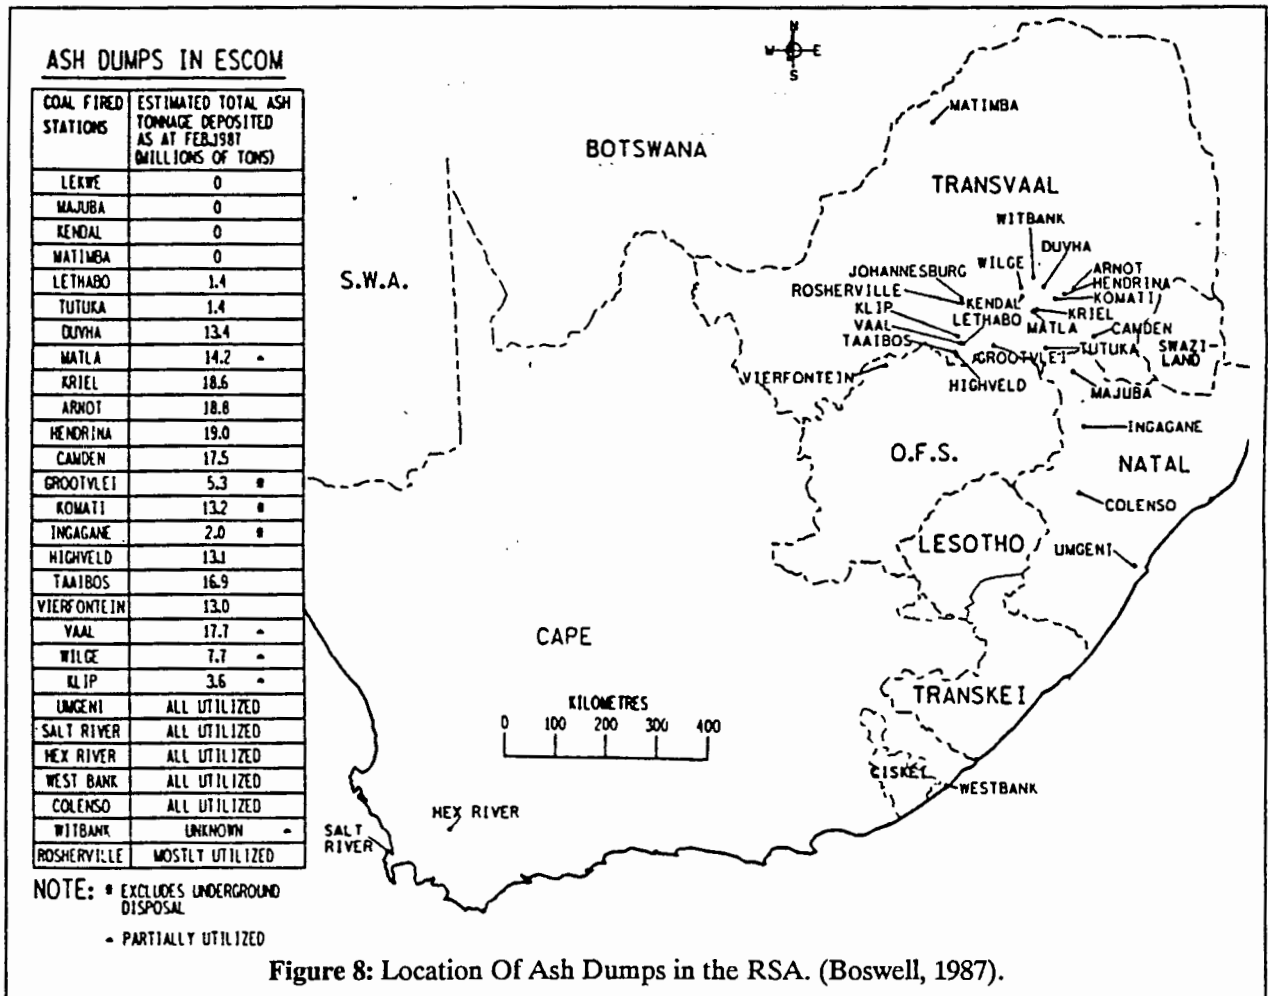 ASH DUMPS IN ESCOM
COAL FIRED STATIONS ESTIMATED TOTAL ASH TONNAGE DEPOSITED AS AT FEB.1987 (MILLIONS OF TONS)
LEKWE 0
MAJUBA 0
KENDAL 0
MATIMBA 0
LETHABO 1.4
TUTUKA 1.4
DUVHA 13.4
MATLA 14.2 -
KRIEL 18.6
ARNOT 18.8
HENDRINA 19.0
CAMDEN 17.5
GROOTVLEI 5.3 *
KOMATI 13.2 *
INGAGANE 2.0 *
HIGHVELD 13.1
TAAIBOS 16.9
VIERFONTEIN 13.0
VAAL 17.7 -
WILGE 7.7 -
KLIP 3.6 -
UMGENI ALL UTILIZED
SALT RIVER ALL UTILIZED
HEX RIVER ALL UTILIZED
WEST BANK ALL UTILIZED
COLENSO ALL UTILIZED
WITBANK UNKNOWN -
ROSHERVILLE MOSTLY UTILIZED
NOTE: * EXCLUDES UNDERGROUND
DISPOSAL
- PARTIALLY UTILIZED
N
W E
S
MATIMBA
BOTSWANA
TRANSVAAL
WITBANK
DUVHA
WILGE
JOHANNESBURG
ARNOT
HENDRINA
ROSHERVILLE
KENDAL
KOMATI
KLIP
LETHABO
KRIEL
VAAL
MATLA
CAMDEN
TAAIBOS
GROOTVLEI
TUTUKA
SWAZI-
LAND
VIERFONTEIN
HIGHVELD
MAJUBA
S.W.A.
INGAGANE
O.F.S.
NATAL
COLENSO
LESOTHO
UMGENI
CAPE
TRANSKEI
KILOMETRES
0 100 200 300 400
CISKEI
WESTBANK
HEX RIVER
SALT
RIVER
Figure 8: Location Of Ash Dumps in the RSA. (Boswell, 1987).